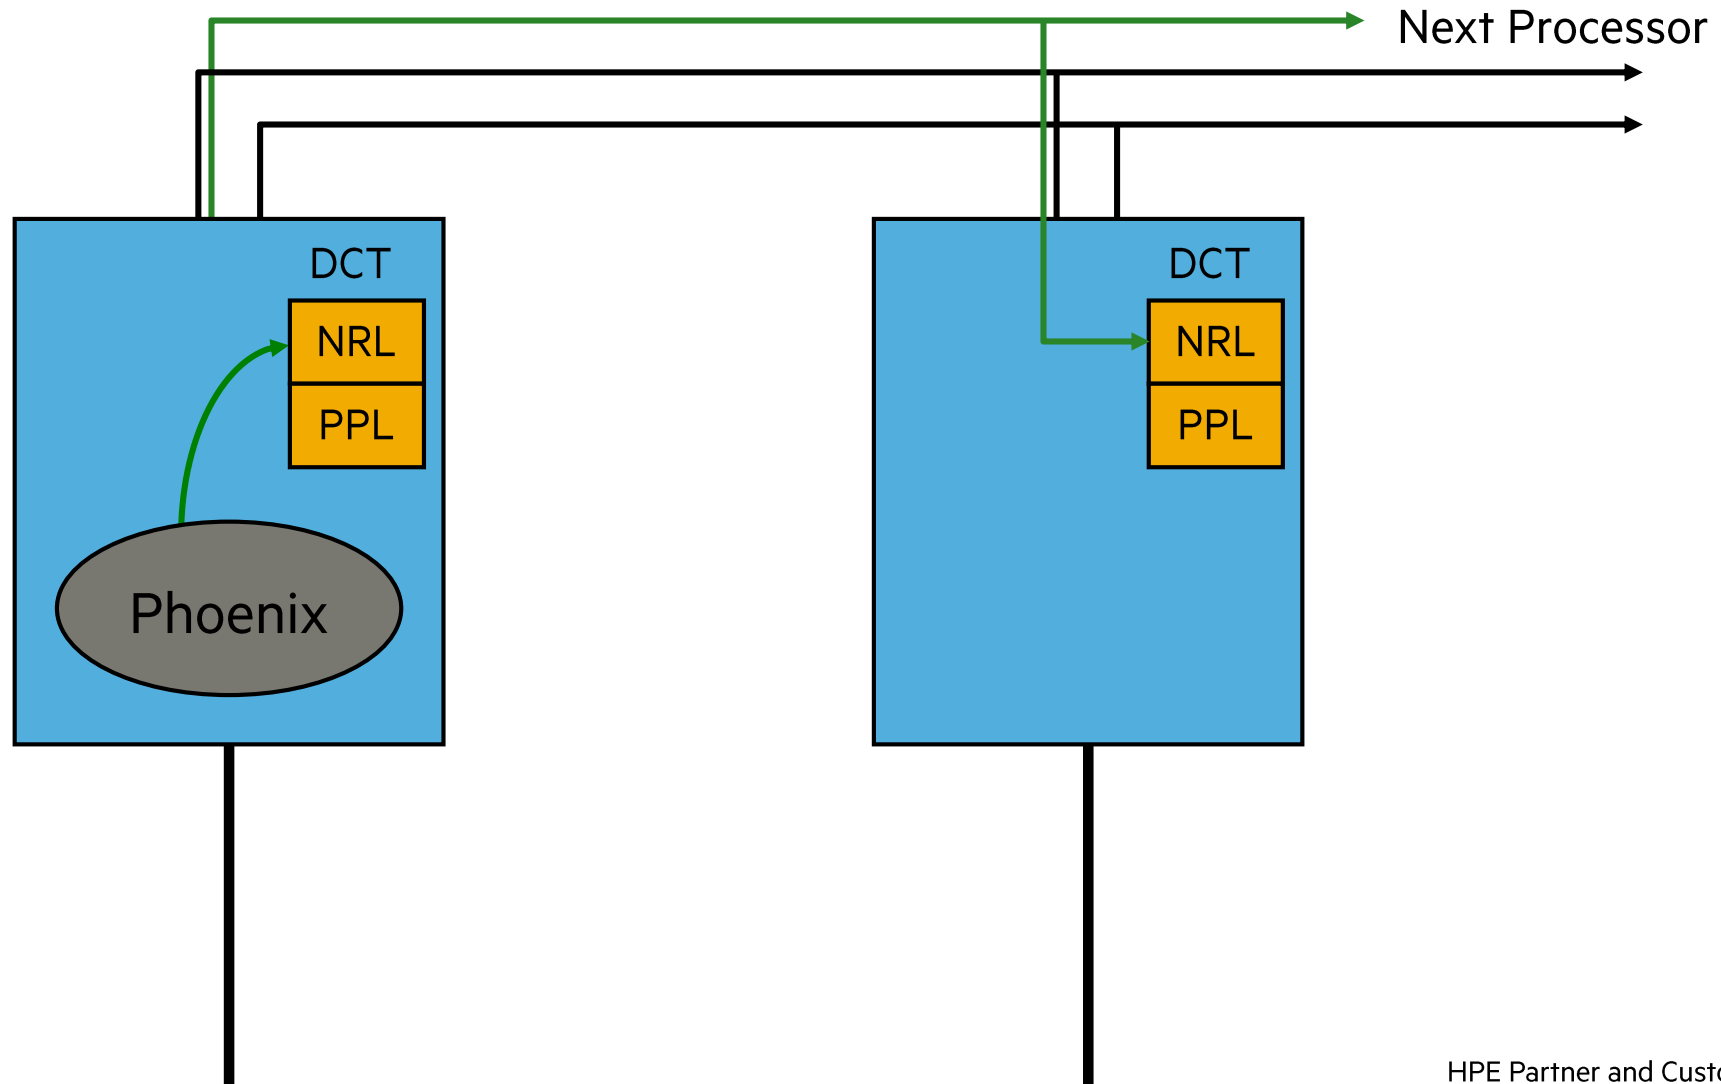 Next Processor
DCT
NRL
PPL
Phoenix
DCT
NRL
PPL
HPE Partner and